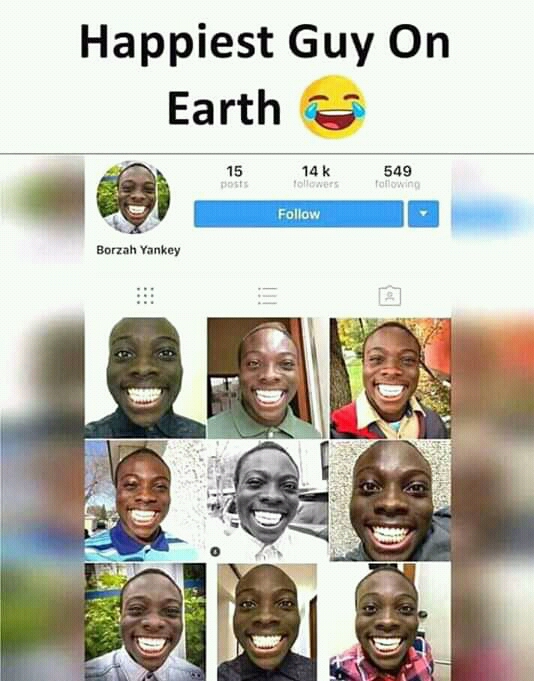 Happiest Guy On
Earth 😂
15 14 k 549
posts followers following
Follow
Borzah Yankey